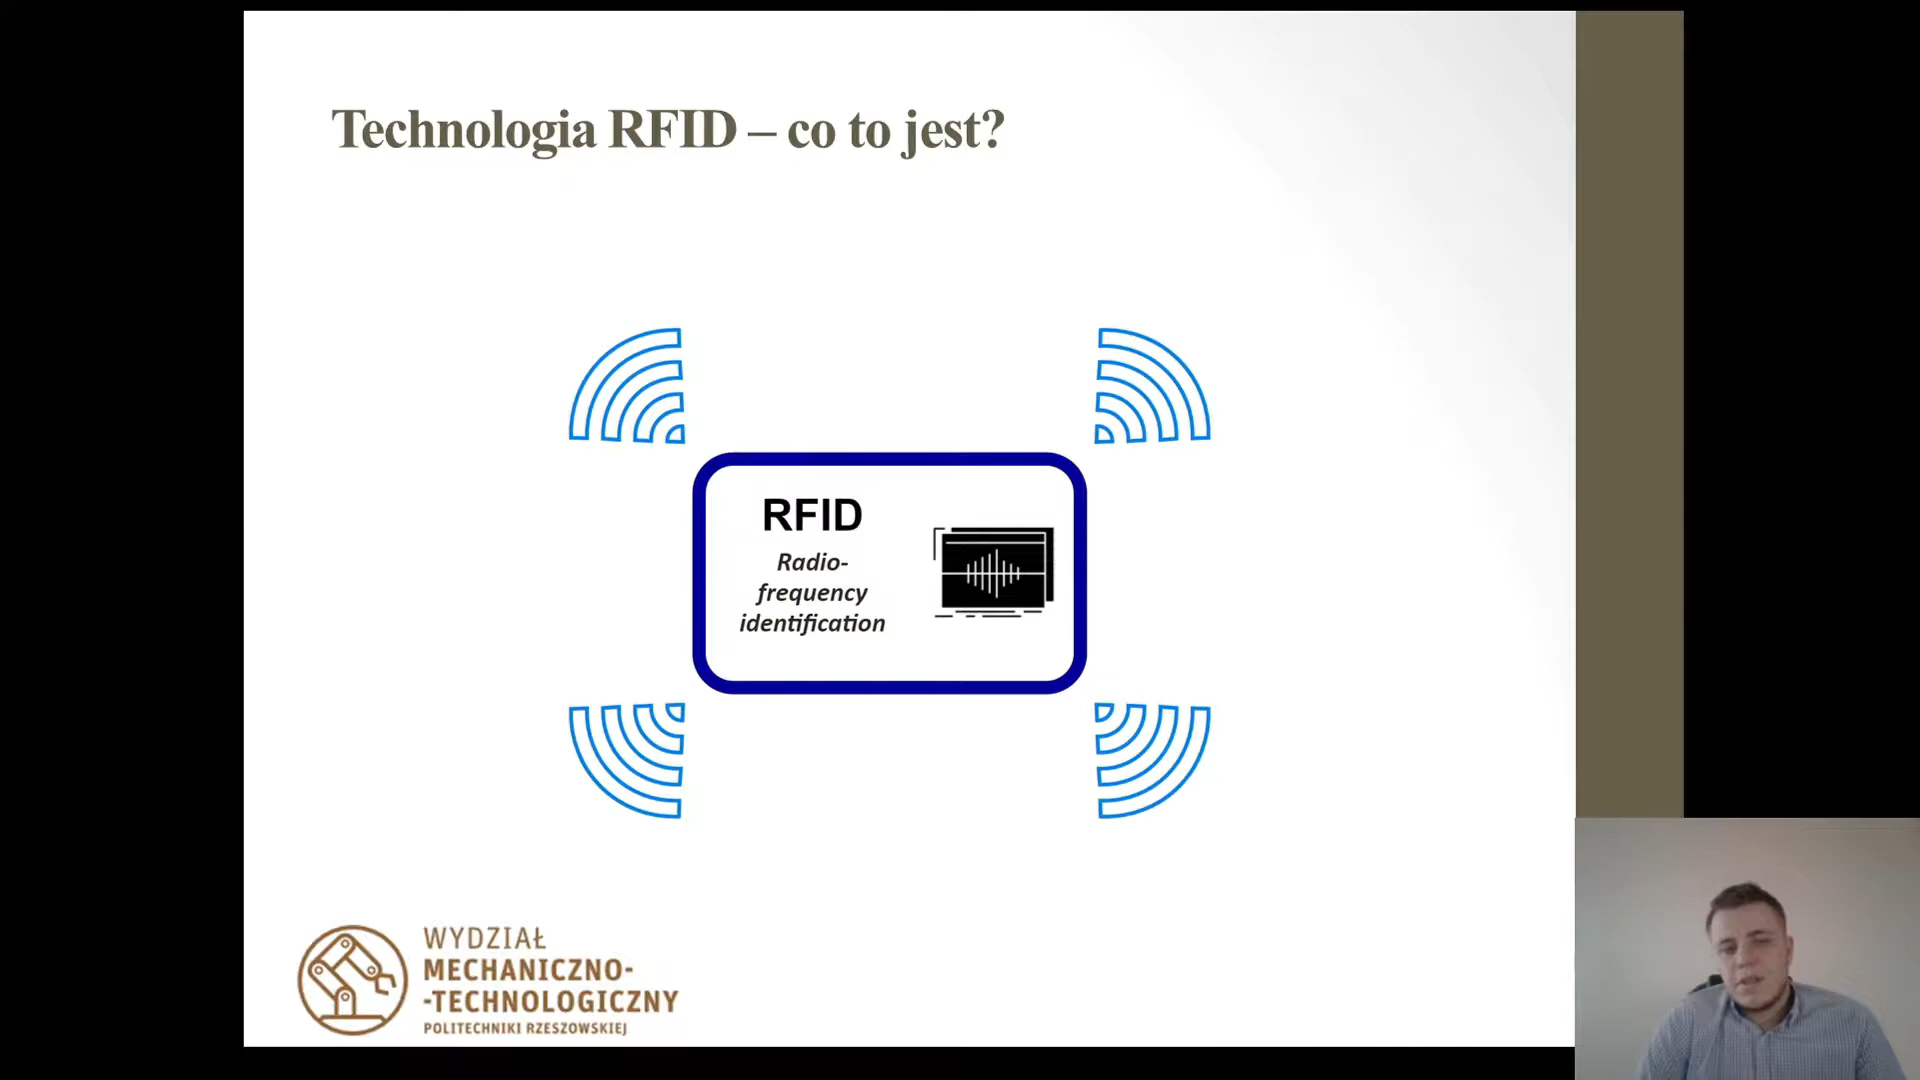 Technologia RFID – co to jest?
RFID
Radio-
frequency
identification
WYDZIAŁ
MECHANICZNO-
-TECHNOLOGICZNY
POLITECHNIKI RZESZOWSKIEJ